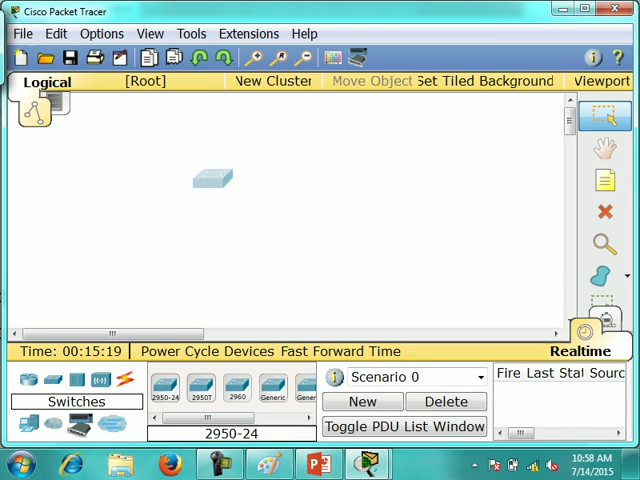 Cisco Packet Tracer
File Edit Options View Tools Extensions Help
Logical [Root] New Cluster Move Object Set Tiled Background Viewport
Time: 00:15:19 Power Cycle Devices Fast Forward Time Realtime
Scenario 0
Fire Last Stat Sourc
2950-24 2950T 2960 Generic Gener
Switches
New Delete
Toggle PDU List Window
2950-24
10:58 AM
7/14/2015